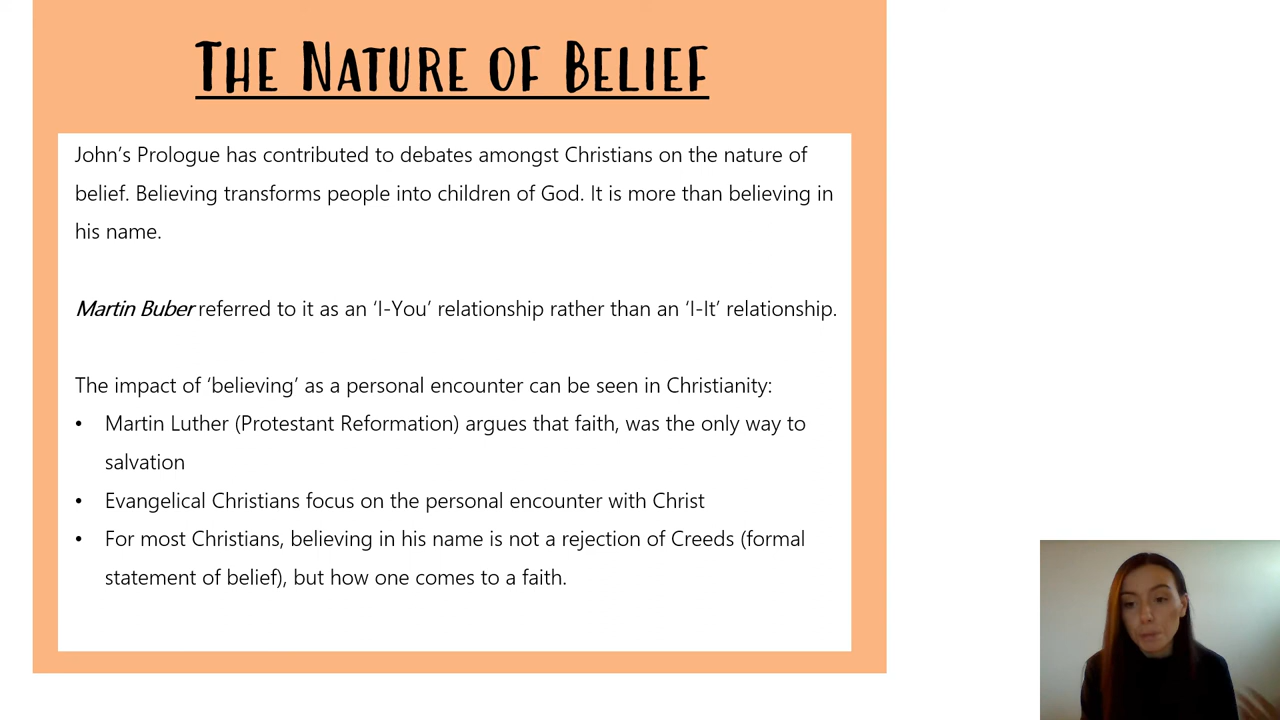 The Nature of Belief
John’s Prologue has contributed to debates amongst Christians on the nature of
belief. Believing transforms people into children of God. It is more than believing in
his name.
Martin Buber referred to it as an ‘I-You’ relationship rather than an ‘I-It’ relationship.
The impact of ‘believing’ as a personal encounter can be seen in Christianity:
• Martin Luther (Protestant Reformation) argues that faith, was the only way to
salvation
• Evangelical Christians focus on the personal encounter with Christ
• For most Christians, believing in his name is not a rejection of Creeds (formal
statement of belief), but how one comes to a faith.